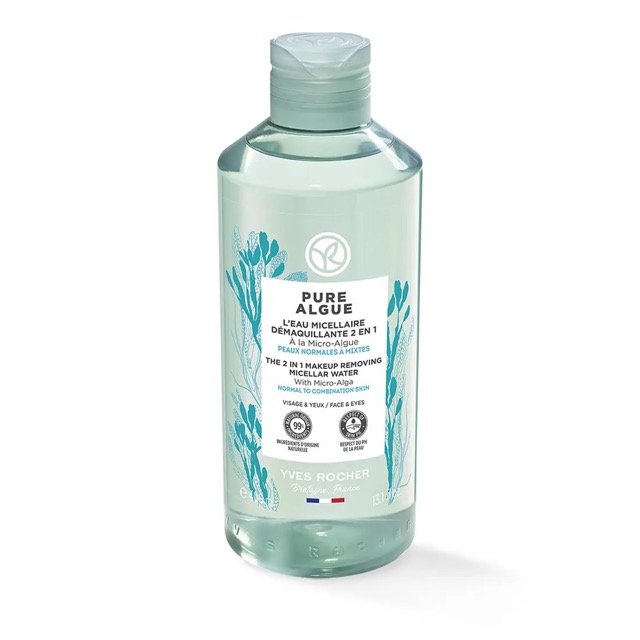 PURE
ALGUE
L'EAU MICELLAIRE
DÉMAQUILLANTE 2 EN 1
À la Micro-Algue
PEAUX NORMALES À MIXTES
THE 2 IN 1 MAKEUP REMOVING
MICELLAR WATER
With Micro-Alga
NORMAL TO COMBINATION SKIN
VISAGE & YEUX / FACE & EYES
99%
INGRÉDIENTS D'ORIGINE
NATURELLE
RESPECT DU PH
DE LA PEAU
YVES ROCHER
Bretagne, France